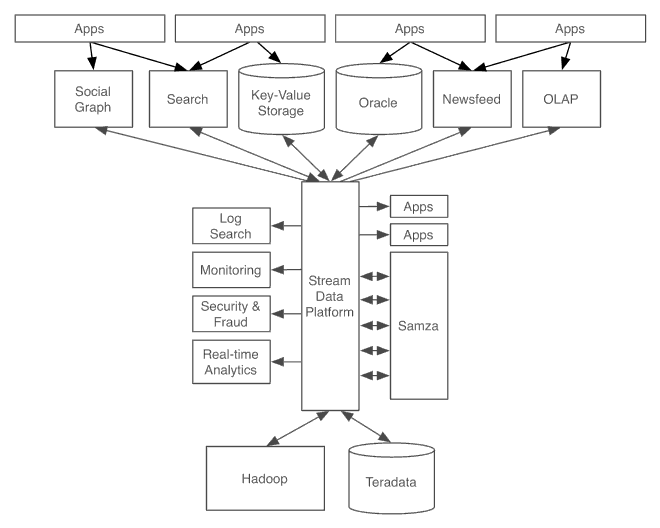 Apps
Apps
Apps
Apps
Social
Graph
Search
Key-Value
Storage
Oracle
Newsfeed
OLAP
Log
Search
Monitoring
Security &
Fraud
Real-time
Analytics
Stream
Data
Platform
Apps
Apps
Samza
Hadoop
Teradata